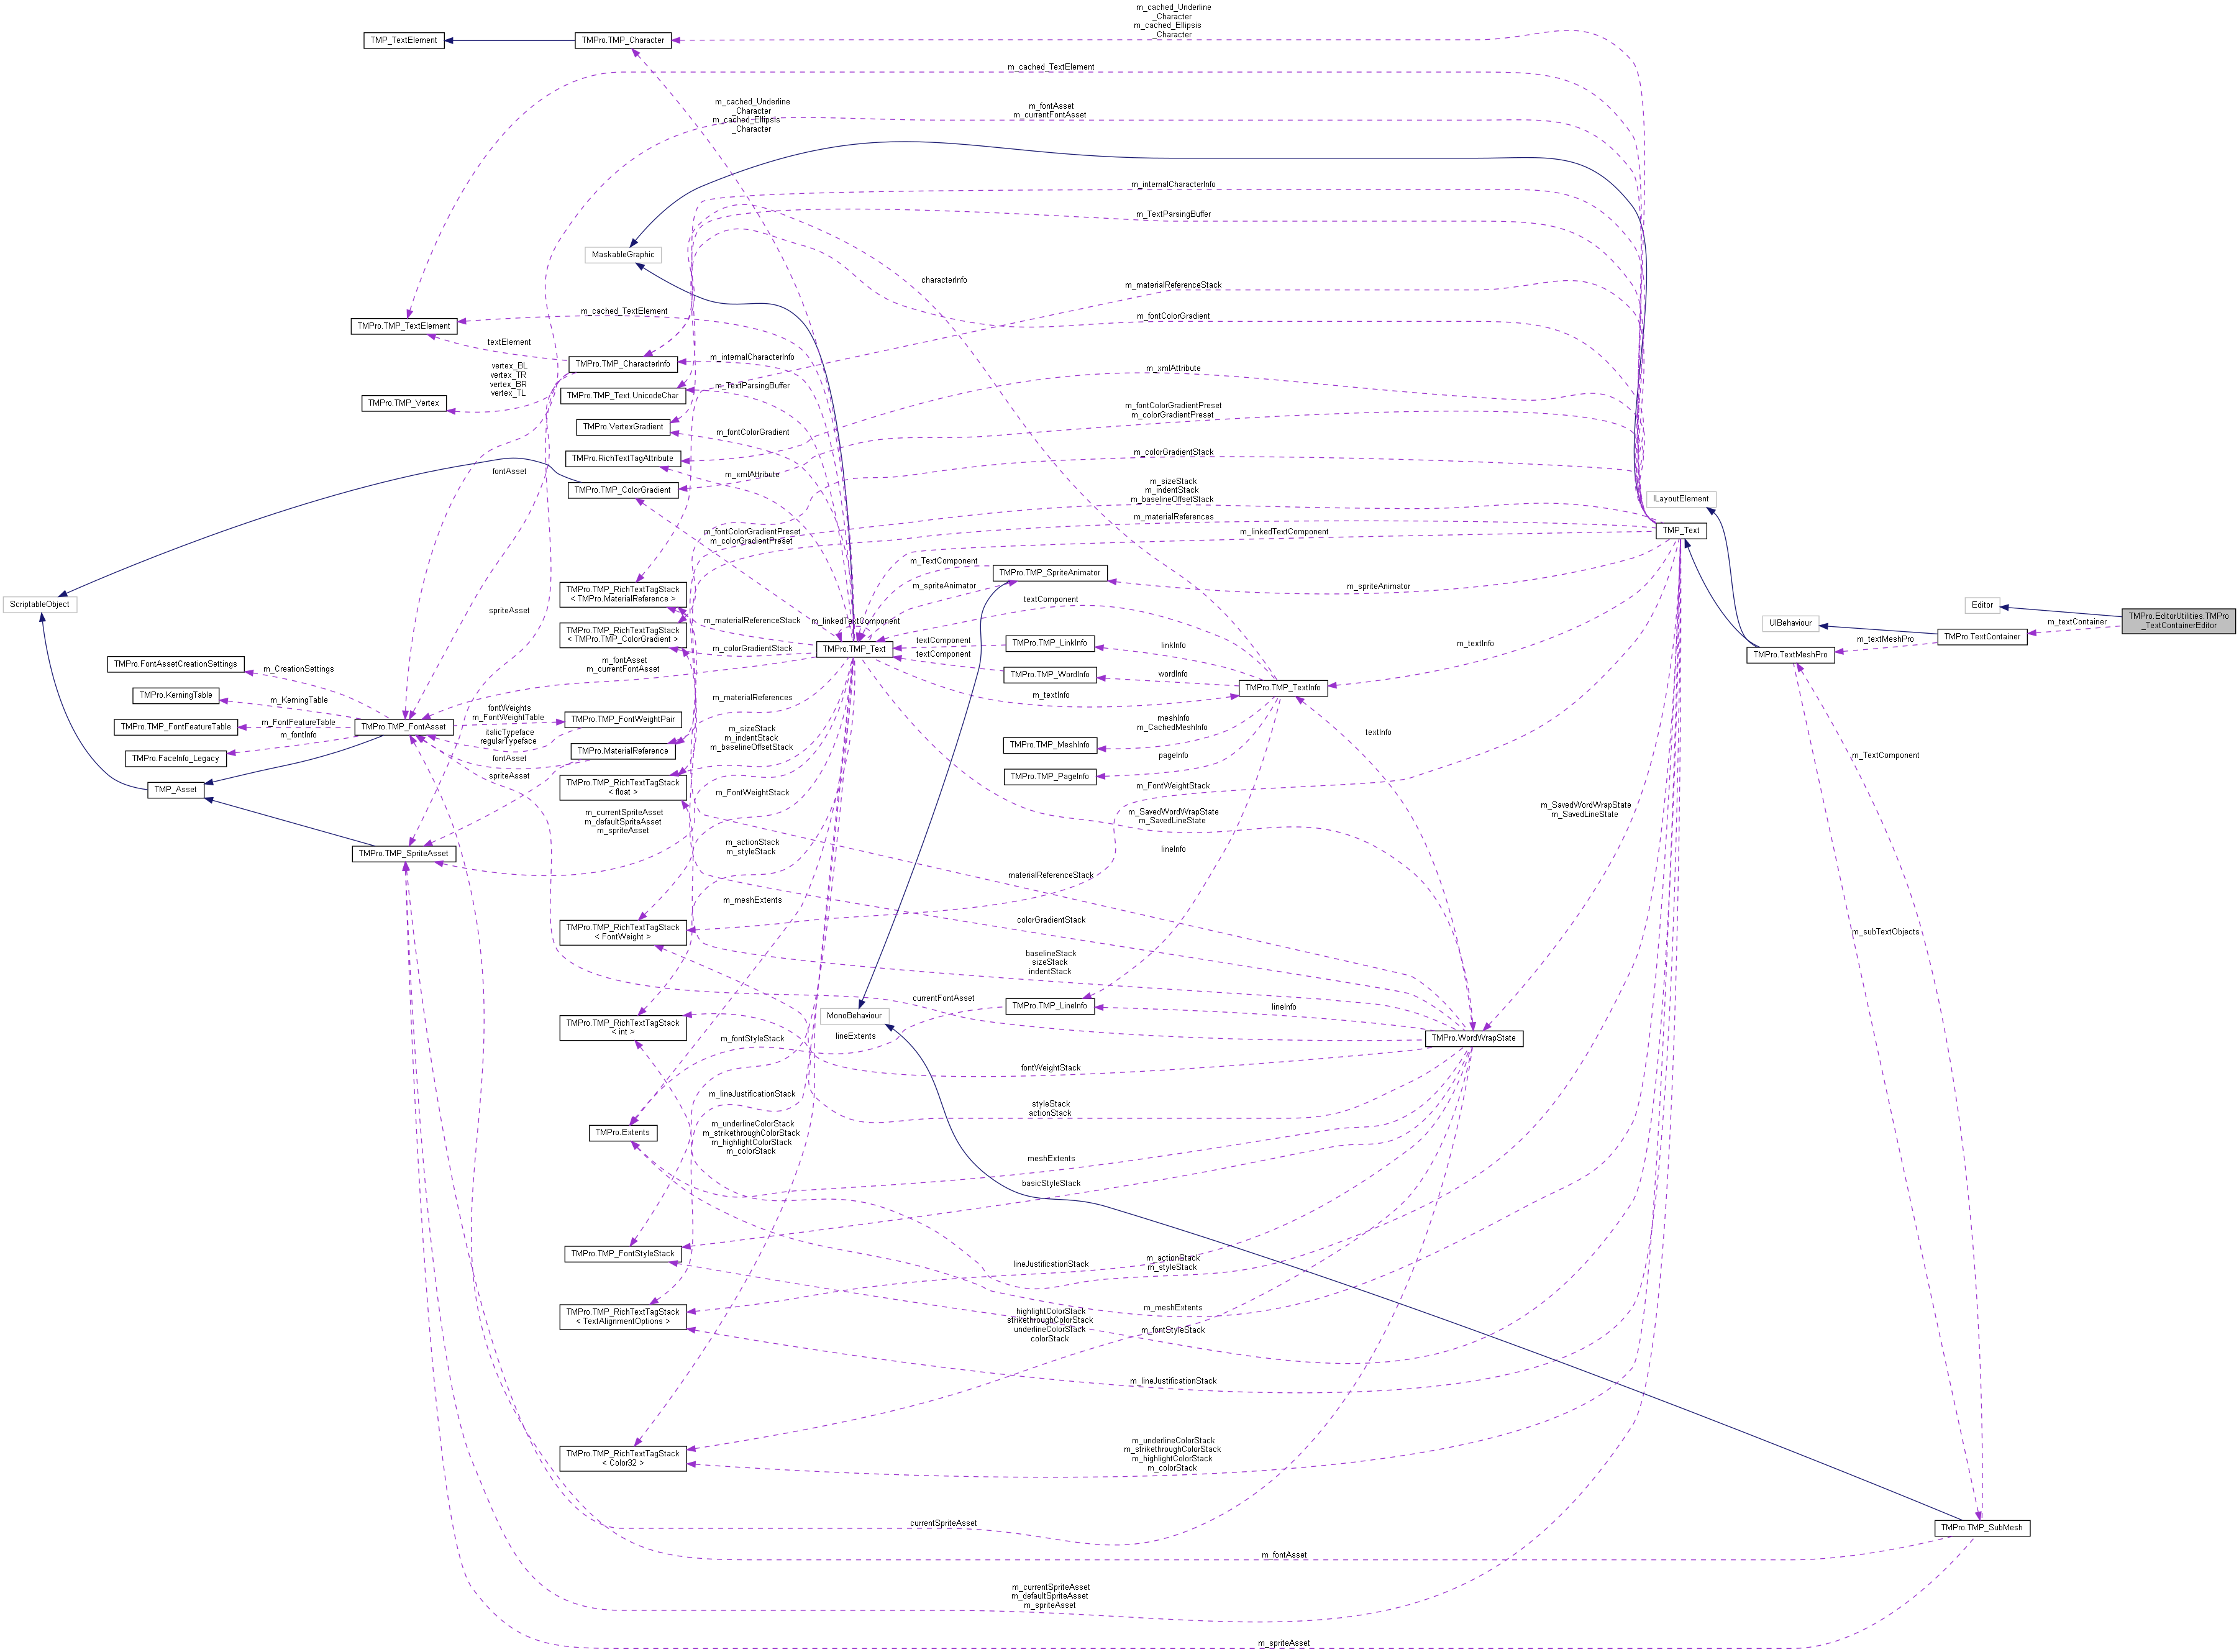 m_cached_Underline
_Character
m_cached_Ellipsis
_Character
TMP_TextElement
TMPro.TMP_Character
m_cached_TextElement
m_cached_Underline
_Character
m_cached_Ellipsis
_Character
m_fontAsset
m_currentFontAsset
m_internalCharacterInfo
m_TextParsingBuffer
MaskableGraphic
characterInfo
m_materialReferenceStack
m_cached_TextElement
m_fontColorGradient
TMPro.TMP_TextElement
textElement
TMPro.TMP_CharacterInfo
m_internalCharacterInfo
vertex_BL
vertex_TR
vertex_BR
vertex_TL
m_xmlAttribute
m_TextParsingBuffer
TMPro.TMP_Text.UnicodeChar
TMPro.TMP_Vertex
m_fontColorGradientPreset
m_colorGradientPreset
TMPro.VertexGradient
m_fontColorGradient
TMPro.RichTextTagAttribute
m_colorGradientStack
fontAsset
m_xmlAttribute
TMPro.TMP_ColorGradient
m_sizeStack
m_indentStack
m_baselineOffsetStack
ILayoutElement
m_materialReferences
m_linkedTextComponent
TMP_Text
m_fontColorGradientPreset
m_colorGradientPreset
m_TextComponent
TMPro.TMP_SpriteAnimator
m_spriteAnimator
m_spriteAnimator
TMPro.TMP_RichTextTagStack
< TMPro.MaterialReference >
textComponent
ScriptableObject
spriteAsset
Editor
TMPro.EditorUtilities.TMPro
_TextContainerEditor
m_textContainer
UIBehaviour
m_materialReferenceStack
m_linkedTextComponent
TMPro.TMP_RichTextTagStack
< TMPro.TMP_ColorGradient >
TMPro.TextContainer
m_textMeshPro
textComponent
TMPro.TMP_LinkInfo
linkInfo
m_textInfo
m_colorGradientStack
TMPro.TMP_Text
textComponent
TMPro.TextMeshPro
TMPro.FontAssetCreationSettings
m_CreationSettings
m_fontAsset
m_currentFontAsset
TMPro.TMP_WordInfo
wordInfo
TMPro.TMP_TextInfo
TMPro.KerningTable
m_KerningTable
m_materialReferences
m_textInfo
fontWeights
m_FontWeightTable
TMPro.TMP_FontWeightPair
TMPro.TMP_FontFeatureTable
m_FontFeatureTable
TMPro.TMP_FontAsset
meshInfo
m_CachedMeshInfo
m_fontInfo
italicTypeface
regularTypeface
m_sizeStack
m_indentStack
m_baselineOffsetStack
textInfo
TMPro.TMP_MeshInfo
TMPro.MaterialReference
TMPro.FaceInfo_Legacy
fontAsset
pageInfo
m_TextComponent
spriteAsset
TMPro.TMP_PageInfo
TMP_Asset
TMPro.TMP_RichTextTagStack
< float >
m_FontWeightStack
m_FontWeightStack
m_currentSpriteAsset
m_defaultSpriteAsset
m_spriteAsset
m_SavedWordWrapState
m_SavedLineState
m_SavedWordWrapState
m_SavedLineState
m_actionStack
m_styleStack
lineInfo
TMPro.TMP_SpriteAsset
materialReferenceStack
m_meshExtents
colorGradientStack
TMPro.TMP_RichTextTagStack
< FontWeight >
m_subTextObjects
baselineStack
sizeStack
indentStack
currentFontAsset
TMPro.TMP_LineInfo
lineInfo
MonoBehaviour
TMPro.TMP_RichTextTagStack
< int >
m_fontStyleStack
lineExtents
TMPro.WordWrapState
fontWeightStack
m_lineJustificationStack
styleStack
actionStack
TMPro.Extents
m_underlineColorStack
m_strikethroughColorStack
m_highlightColorStack
m_colorStack
meshExtents
basicStyleStack
TMPro.TMP_FontStyleStack
lineJustificationStack
m_actionStack
m_styleStack
TMPro.TMP_RichTextTagStack
< TextAlignmentOptions >
m_meshExtents
highlightColorStack
strikethroughColorStack
underlineColorStack
colorStack
m_fontStyleStack
m_lineJustificationStack
TMPro.TMP_RichTextTagStack
< Color32 >
m_underlineColorStack
m_strikethroughColorStack
m_highlightColorStack
m_colorStack
currentSpriteAsset
TMPro.TMP_SubMesh
m_fontAsset
m_currentSpriteAsset
m_defaultSpriteAsset
m_spriteAsset
m_spriteAsset